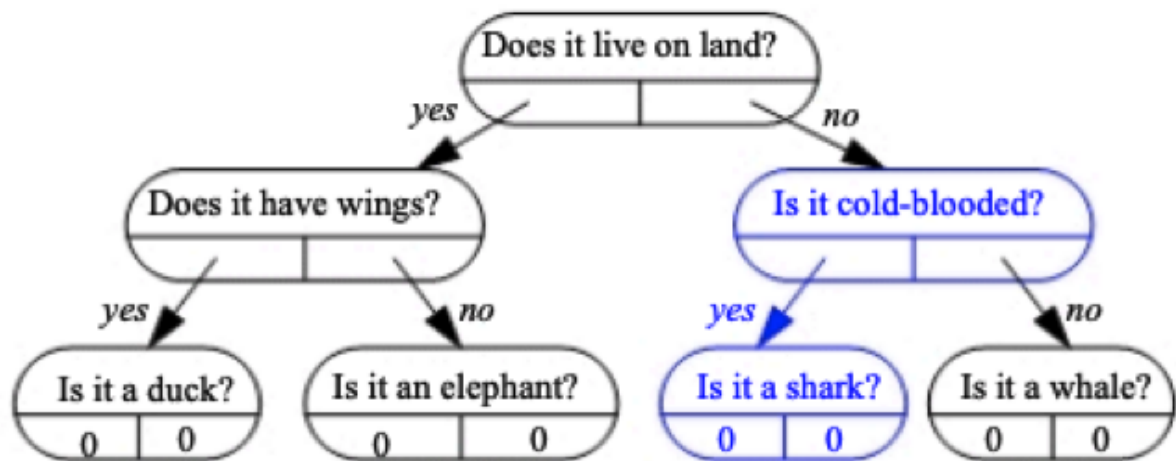 Does it live on land?
yes
no
Does it have wings?
Is it cold-blooded?
yes
no
yes
no
Is it a duck?
Is it an elephant?
Is it a shark?
Is it a whale?
0 0
0 0
0 0
0 0